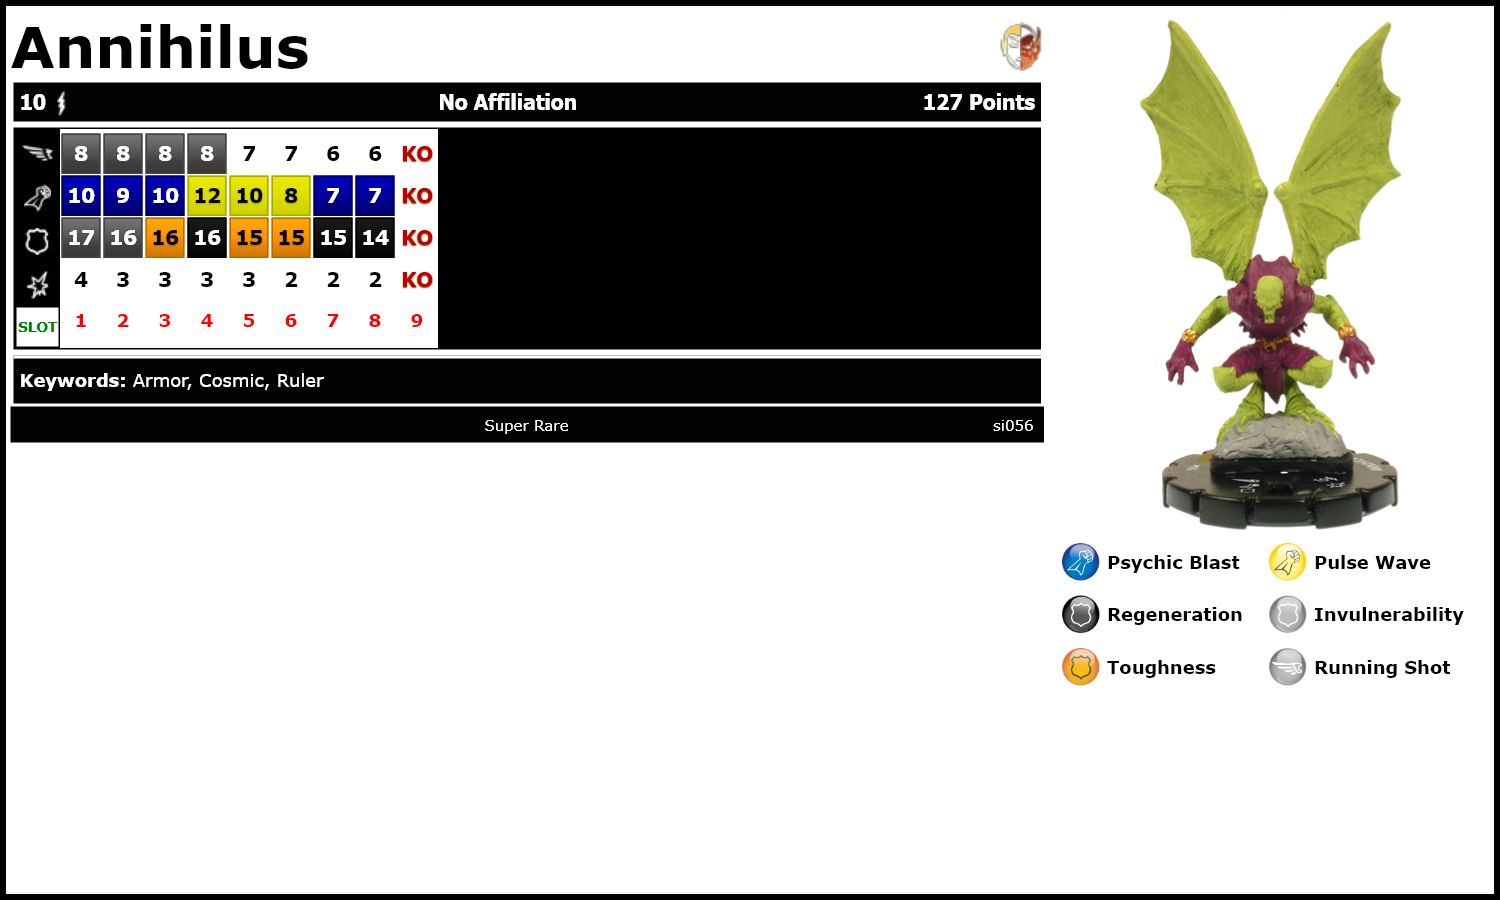 Annihilus
10 No Affiliation 127 Points
8 8 8 8 7 7 6 6 KO
10 9 10 12 10 8 7 7 KO
17 16 16 16 15 15 15 14 KO
4 3 3 3 3 2 2 2 KO
SLOT 1 2 3 4 5 6 7 8 9
Keywords: Armor, Cosmic, Ruler
Super Rare si056
Psychic Blast Pulse Wave
Regeneration Invulnerability
Toughness Running Shot